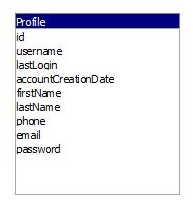 Profile
id
username
lastLogin
accountCreationDate
firstName
lastName
phone
email
password